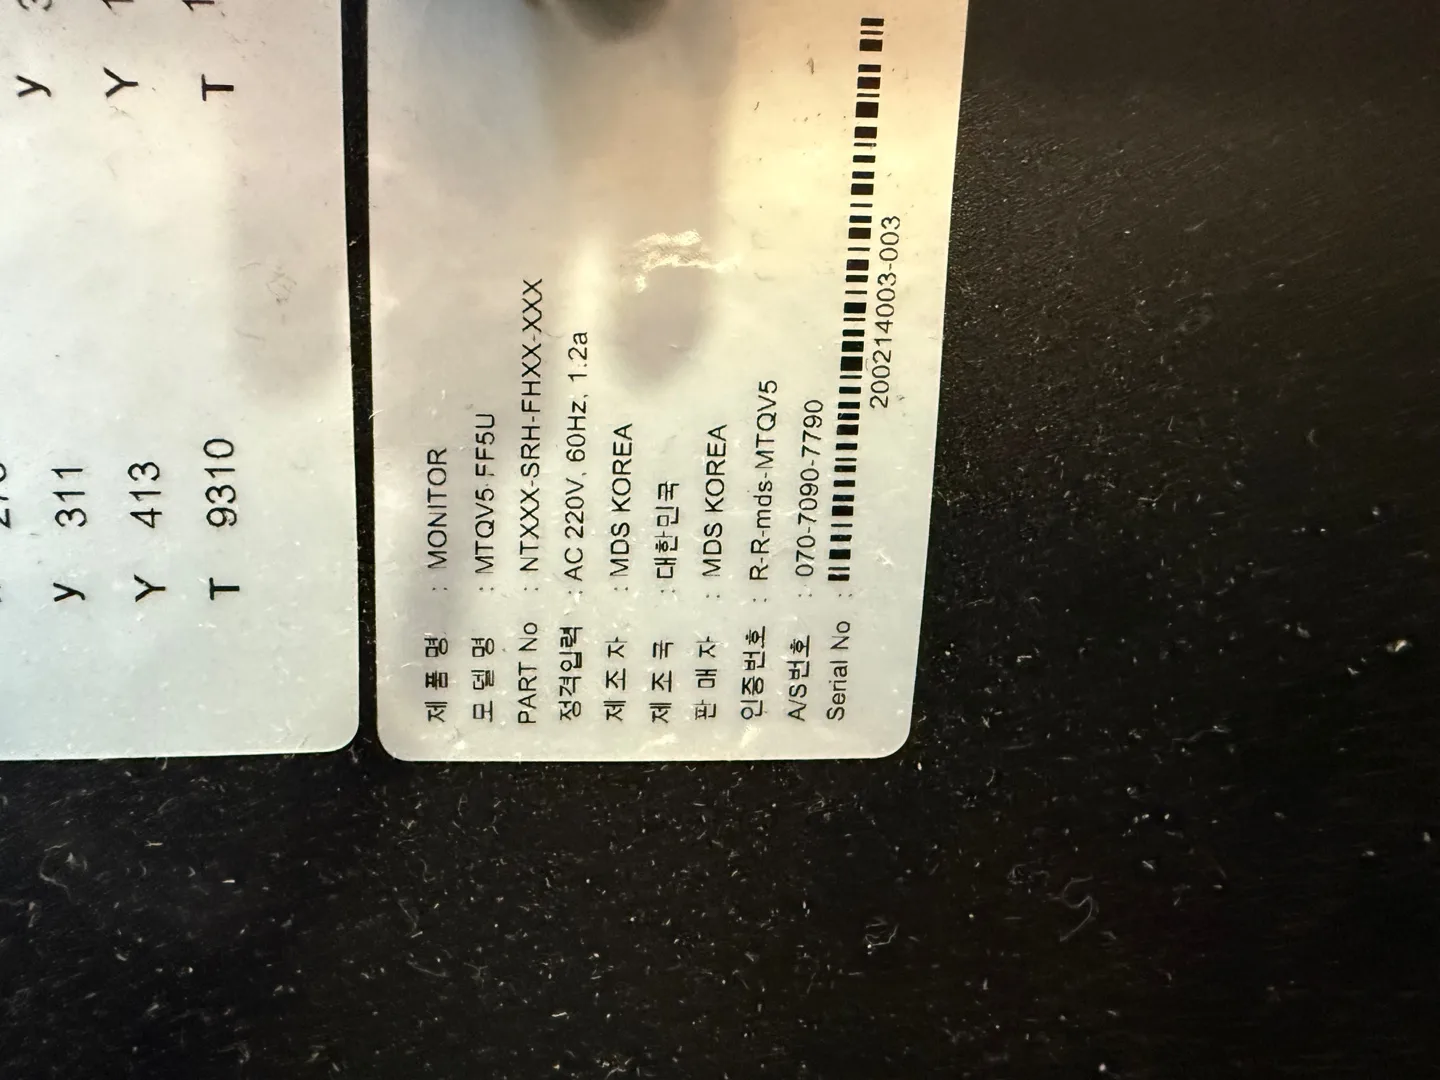 y 311
Y 413
T 9310
y
Y
T
제 품 명 : MONITOR
모 델 명 : MTQV5-FF5U
PART No : NTXXX-SRH-FHXX-XXX
정격입력 : AC 220V, 60Hz, 1.2a
제 조 자 : MDS KOREA
제 조 국 : 대한민국
판 매 자 : MDS KOREA
인증번호 : R-R-mds-MTQV5
A/S번호 : 070-7090-7790
Serial No :
200214003-003